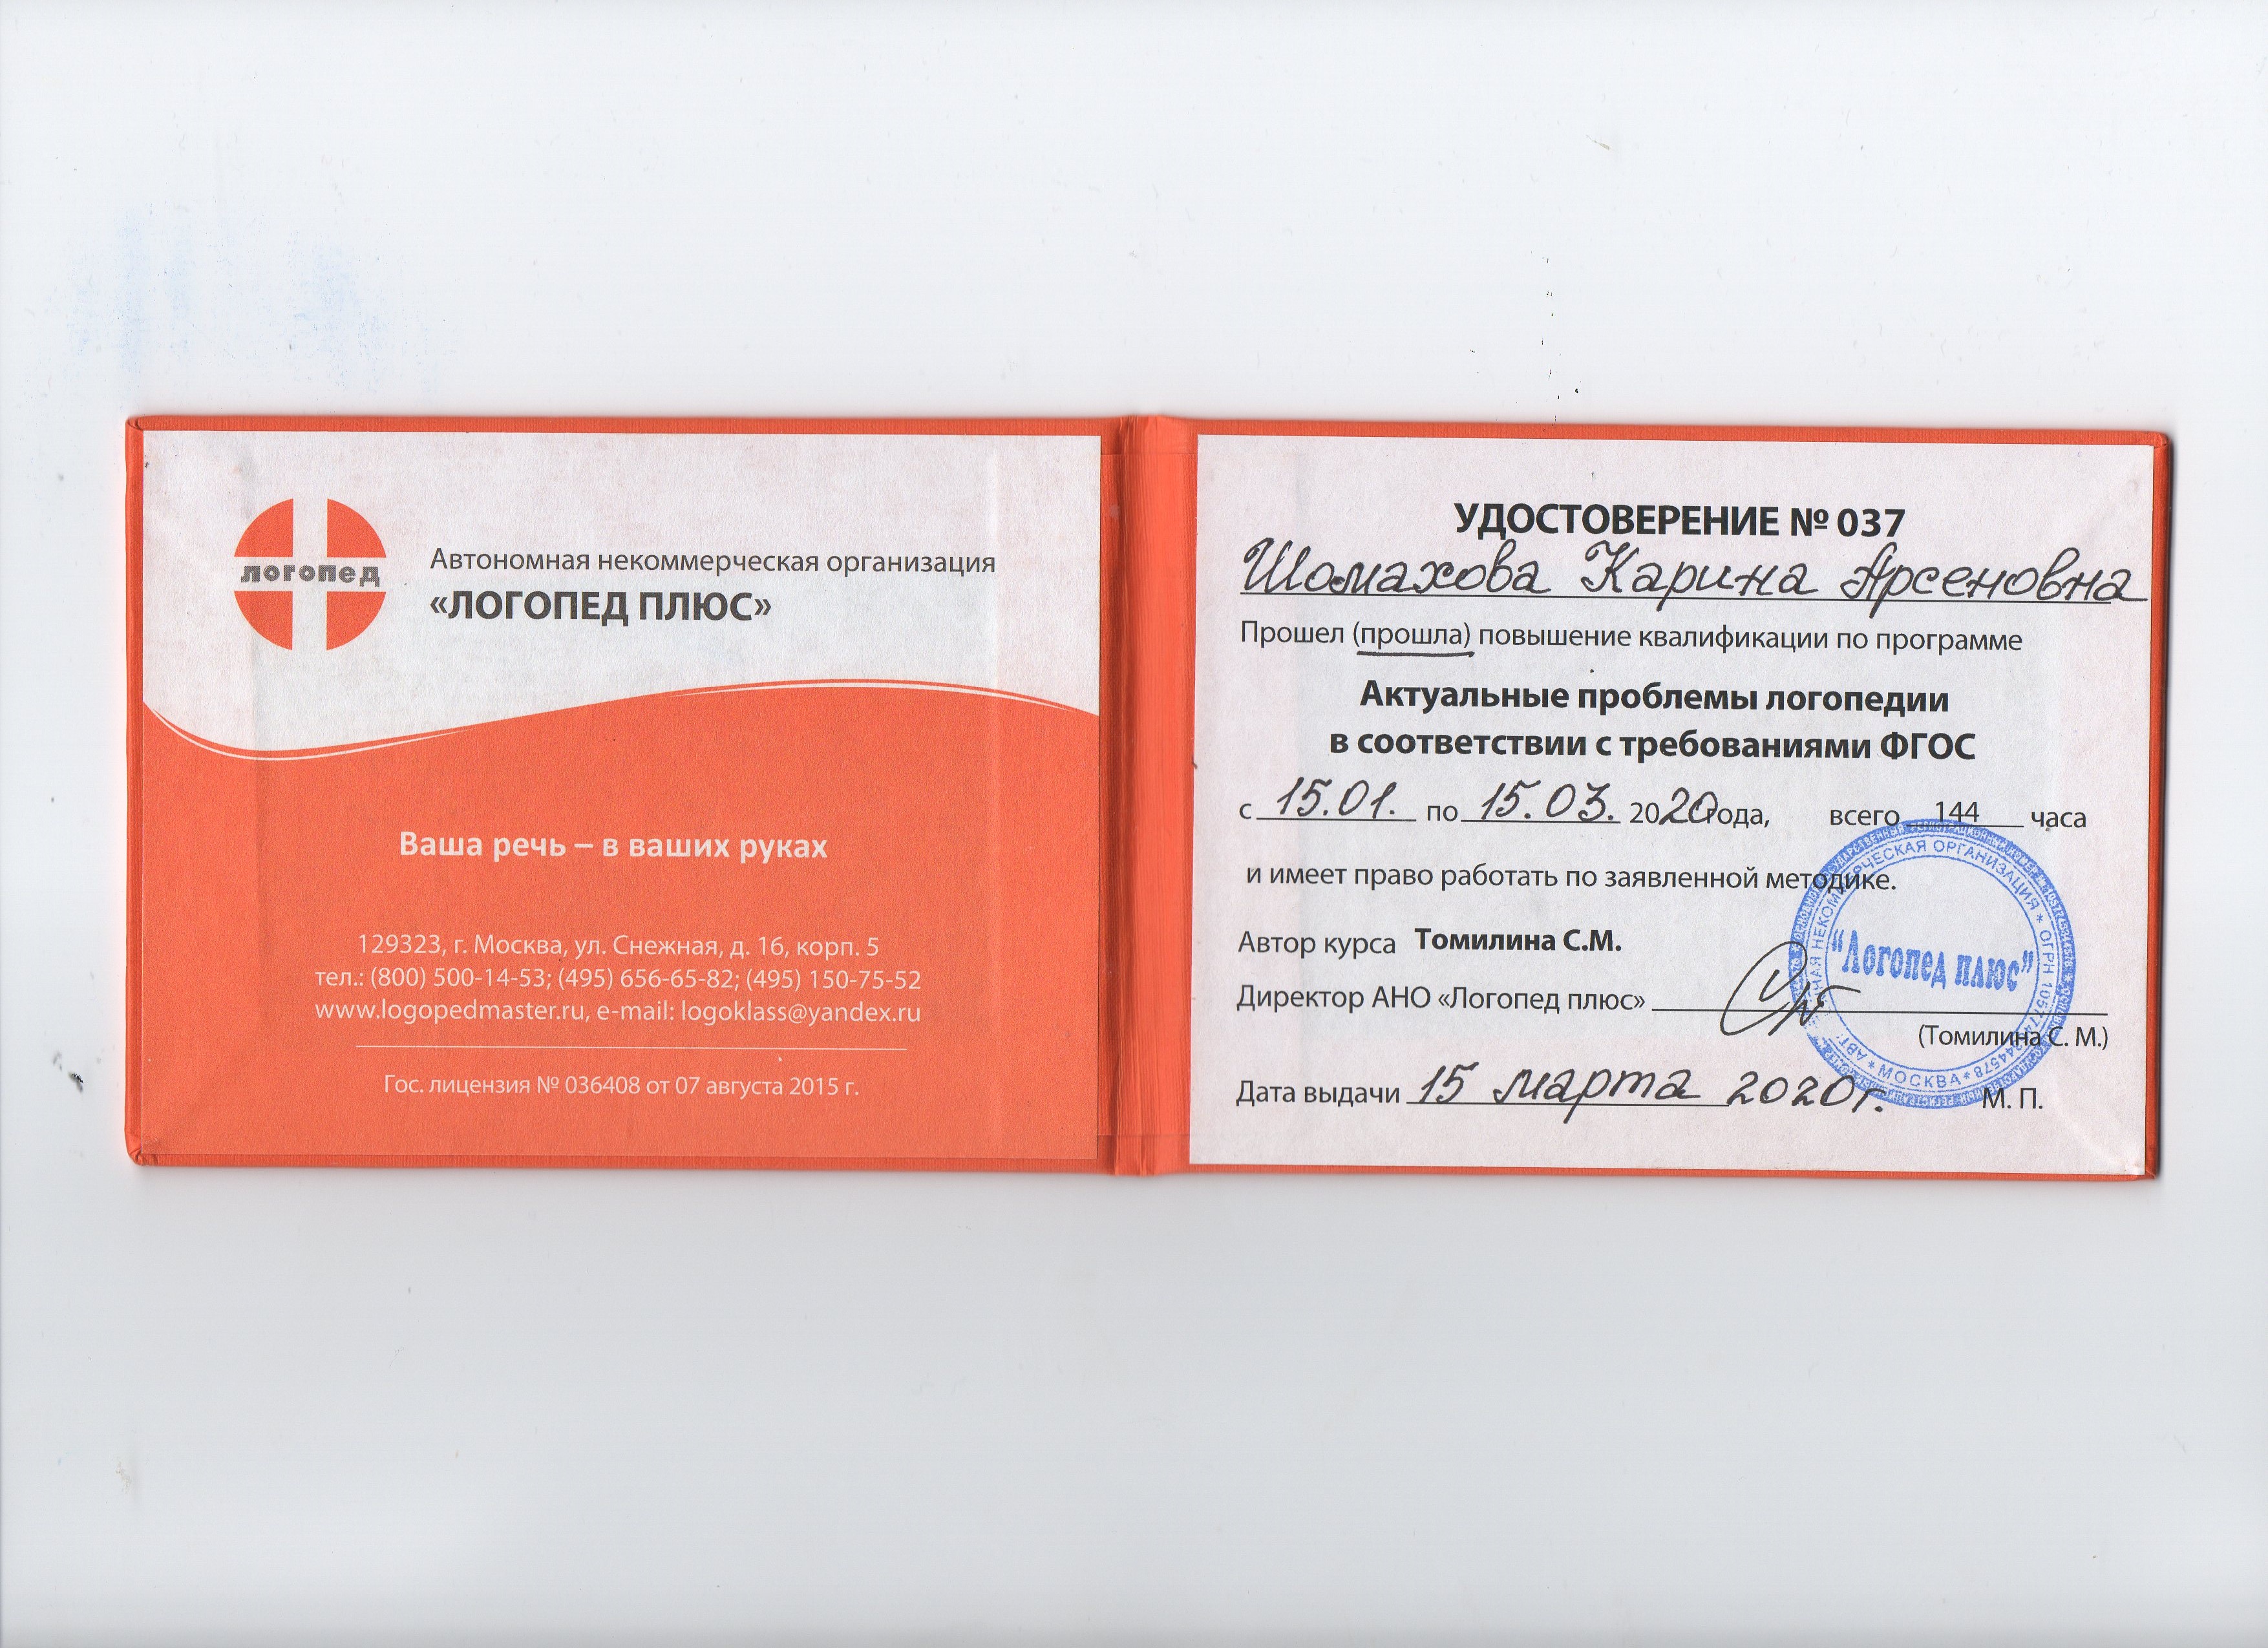 логопед
Автономная некоммерческая организация
«ЛОГОПЕД ПЛЮС»
Ваша речь – в ваших руках
129323, г. Москва, ул. Снежная, д. 16, корп. 5
тел.: (800) 500-14-53; (495) 656-65-82; (495) 150-75-52
www.logopedmaster.ru, e-mail: logoklass@yandex.ru
Гос. лицензия № 036408 от 07 августа 2015 г.
УДОСТОВЕРЕНИЕ № 037
Шомахова Карина Арсеновна
Прошел (прошла) повышение квалификации по программе
Актуальные проблемы логопедии
в соответствии с требованиями ФГОС
с 15.01. по 15.03. 2020 года, всего 144 часа
и имеет право работать по заявленной методике.
Автор курса Томилина С.М.
Директор АНО «Логопед плюс»
(Томилина С. М.)
Дата выдачи 15 марта 2020г. М. П.
"Логопед плюс"
НЕКОММЕРЧЕСКАЯ ОРГАНИЗАЦИЯ * ОГРН
* МОСКВА *